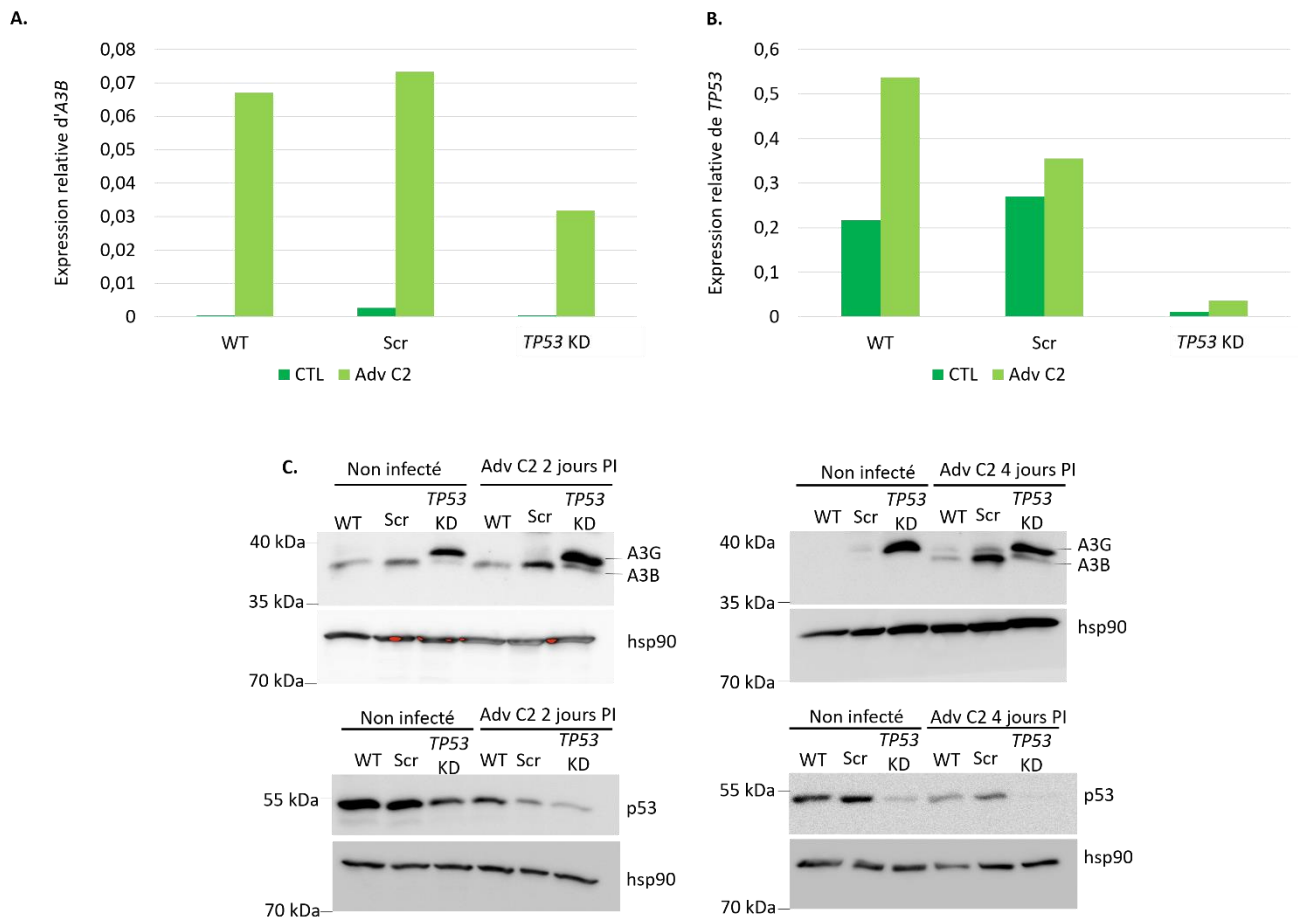 A.
Expression relative d'A3B
0,08
0,07
0,06
0,05
0,04
0,03
0,02
0,01
0
WT
Scr
TP53 KD
CTL
Adv C2
B.
Expression relative de TP53
0,6
0,5
0,4
0,3
0,2
0,1
0
WT
Scr
TP53 KD
CTL
Adv C2
C.
Non infecté
Adv C2 2 jours PI
WT
Scr
TP53
KD
WT
Scr
TP53
KD
40 kDa
A3G
A3B
35 kDa
hsp90
70 kDa
Non infecté
Adv C2 4 jours PI
WT
Scr
TP53
KD
WT
Scr
TP53
KD
40 kDa
A3G
A3B
35 kDa
hsp90
70 kDa
Non infecté
Adv C2 2 jours PI
WT
Scr
TP53
KD
WT
Scr
TP53
KD
55 kDa
p53
hsp90
70 kDa
Non infecté
Adv C2 4 jours PI
WT
Scr
TP53
KD
WT
Scr
TP53
KD
55 kDa
p53
hsp90
70 kDa